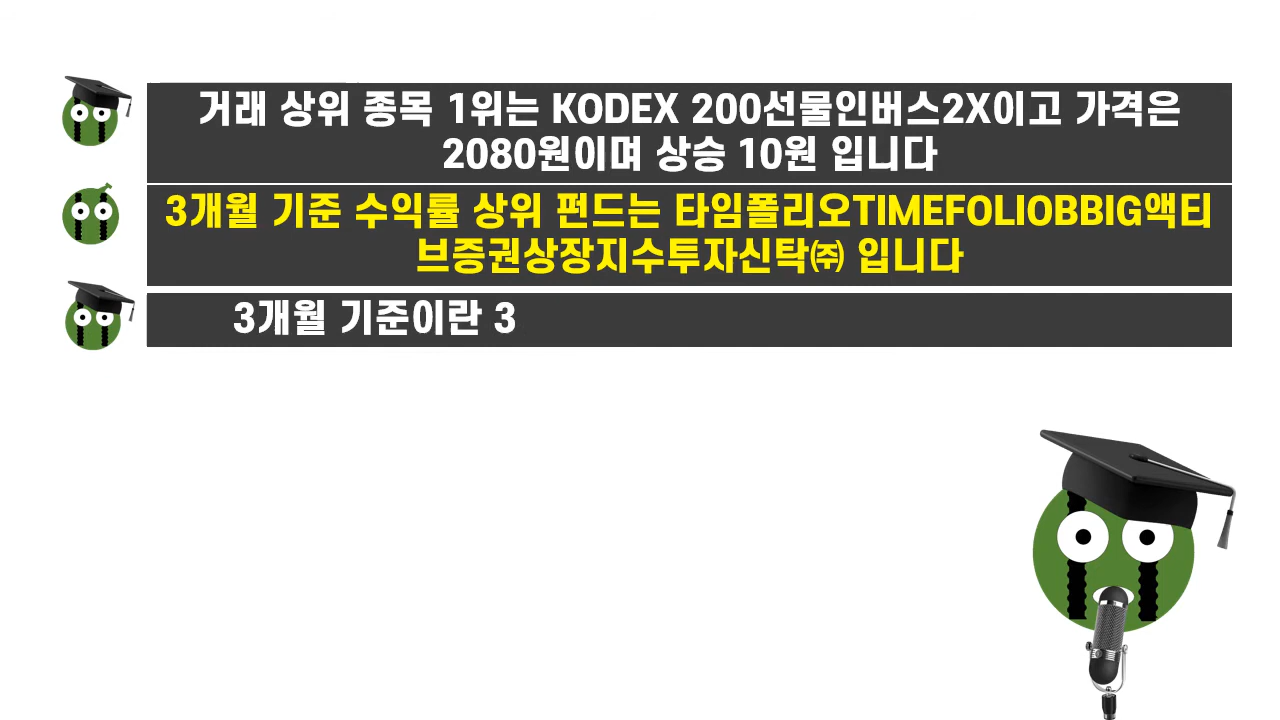 거래 상위 종목 1위는 KODEX 200선물인버스2X이고 가격은
2080원이며 상승 10원 입니다
3개월 기준 수익률 상위 펀드는 타임폴리오TIMEFOLIOBBIG액티
브증권상장지수투자신탁㈜ 입니다
3개월 기준이란 3